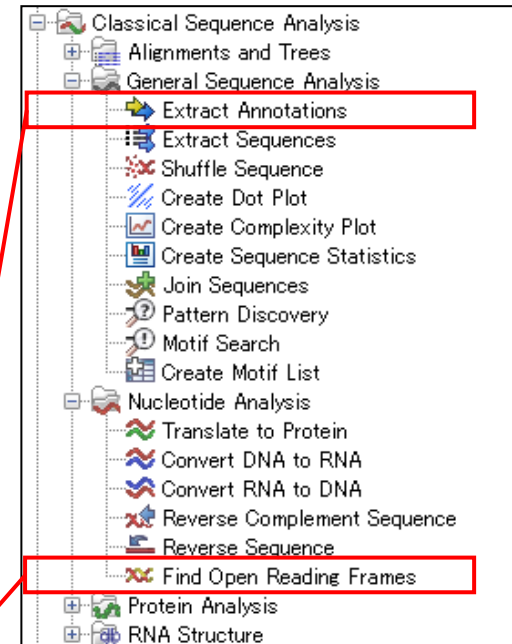 Classical Sequence Analysis
Alignments and Trees
General Sequence Analysis
Extract Annotations
Extract Sequences
Shuffle Sequence
Create Dot Plot
Create Complexity Plot
Create Sequence Statistics
Join Sequences
Pattern Discovery
Motif Search
Create Motif List
Nucleotide Analysis
Translate to Protein
Convert DNA to RNA
Convert RNA to DNA
Reverse Complement Sequence
Reverse Sequence
Find Open Reading Frames
Protein Analysis
RNA Structure